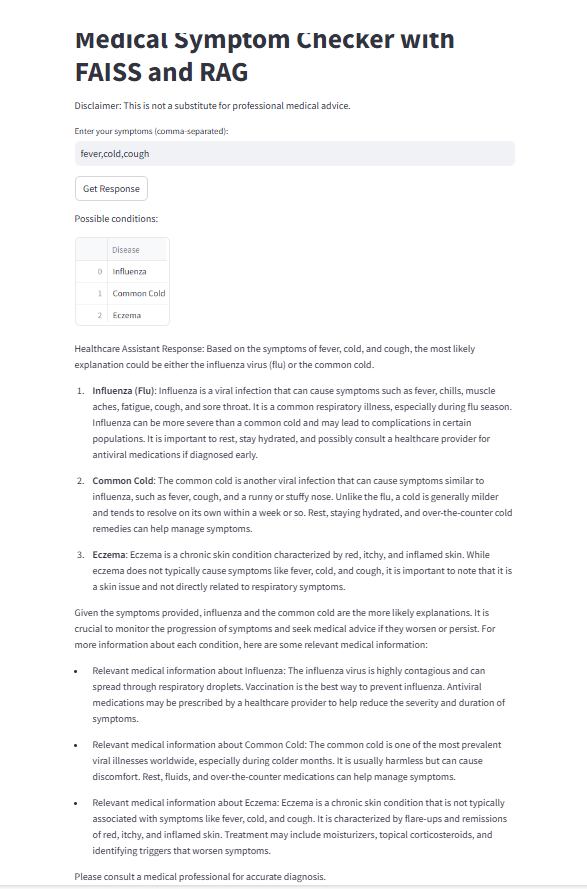 Medical Symptom Checker with
FAISS and RAG
Disclaimer: This is not a substitute for professional medical advice.
Enter your symptoms (comma-separated):
fever,cold,cough
Get Response
Possible conditions:
Disease
0 Influenza
1 Common Cold
2 Eczema
Healthcare Assistant Response: Based on the symptoms of fever, cold, and cough, the most likely
explanation could be either the influenza virus (flu) or the common cold.
1. Influenza (Flu): Influenza is a viral infection that can cause symptoms such as fever, chills, muscle
aches, fatigue, cough, and sore throat. It is a common respiratory illness, especially during flu season.
Influenza can be more severe than a common cold and may lead to complications in certain
populations. It is important to rest, stay hydrated, and possibly consult a healthcare provider for
antiviral medications if diagnosed early.
2. Common Cold: The common cold is another viral infection that can cause symptoms similar to
influenza, such as fever, cough, and a runny or stuffy nose. Unlike the flu, a cold is generally milder
and tends to resolve on its own within a week or so. Rest, staying hydrated, and over-the-counter cold
remedies can help manage symptoms.
3. Eczema: Eczema is a chronic skin condition characterized by red, itchy, and inflamed skin. While
eczema does not typically cause symptoms like fever, cold, and cough, it is important to note that it is
a skin issue and not directly related to respiratory symptoms.
Given the symptoms provided, influenza and the common cold are the more likely explanations. It is
crucial to monitor the progression of symptoms and seek medical advice if they worsen or persist. For
more information about each condition, here are some relevant medical information:
• Relevant medical information about Influenza: The influenza virus is highly contagious and can
spread through respiratory droplets. Vaccination is the best way to prevent influenza. Antiviral
medications may be prescribed by a healthcare provider to help reduce the severity and duration of
symptoms.
• Relevant medical information about Common Cold: The common cold is one of the most prevalent
viral illnesses worldwide, especially during colder months. It is usually harmless but can cause
discomfort. Rest, fluids, and over-the-counter medications can help manage symptoms.
• Relevant medical information about Eczema: Eczema is a chronic skin condition that is not typically
associated with symptoms like fever, cold, and cough. It is characterized by flare-ups and remissions
of red, itchy, and inflamed skin. Treatment may include moisturizers, topical corticosteroids, and
identifying triggers that worsen symptoms.
Please consult a medical professional for accurate diagnosis.